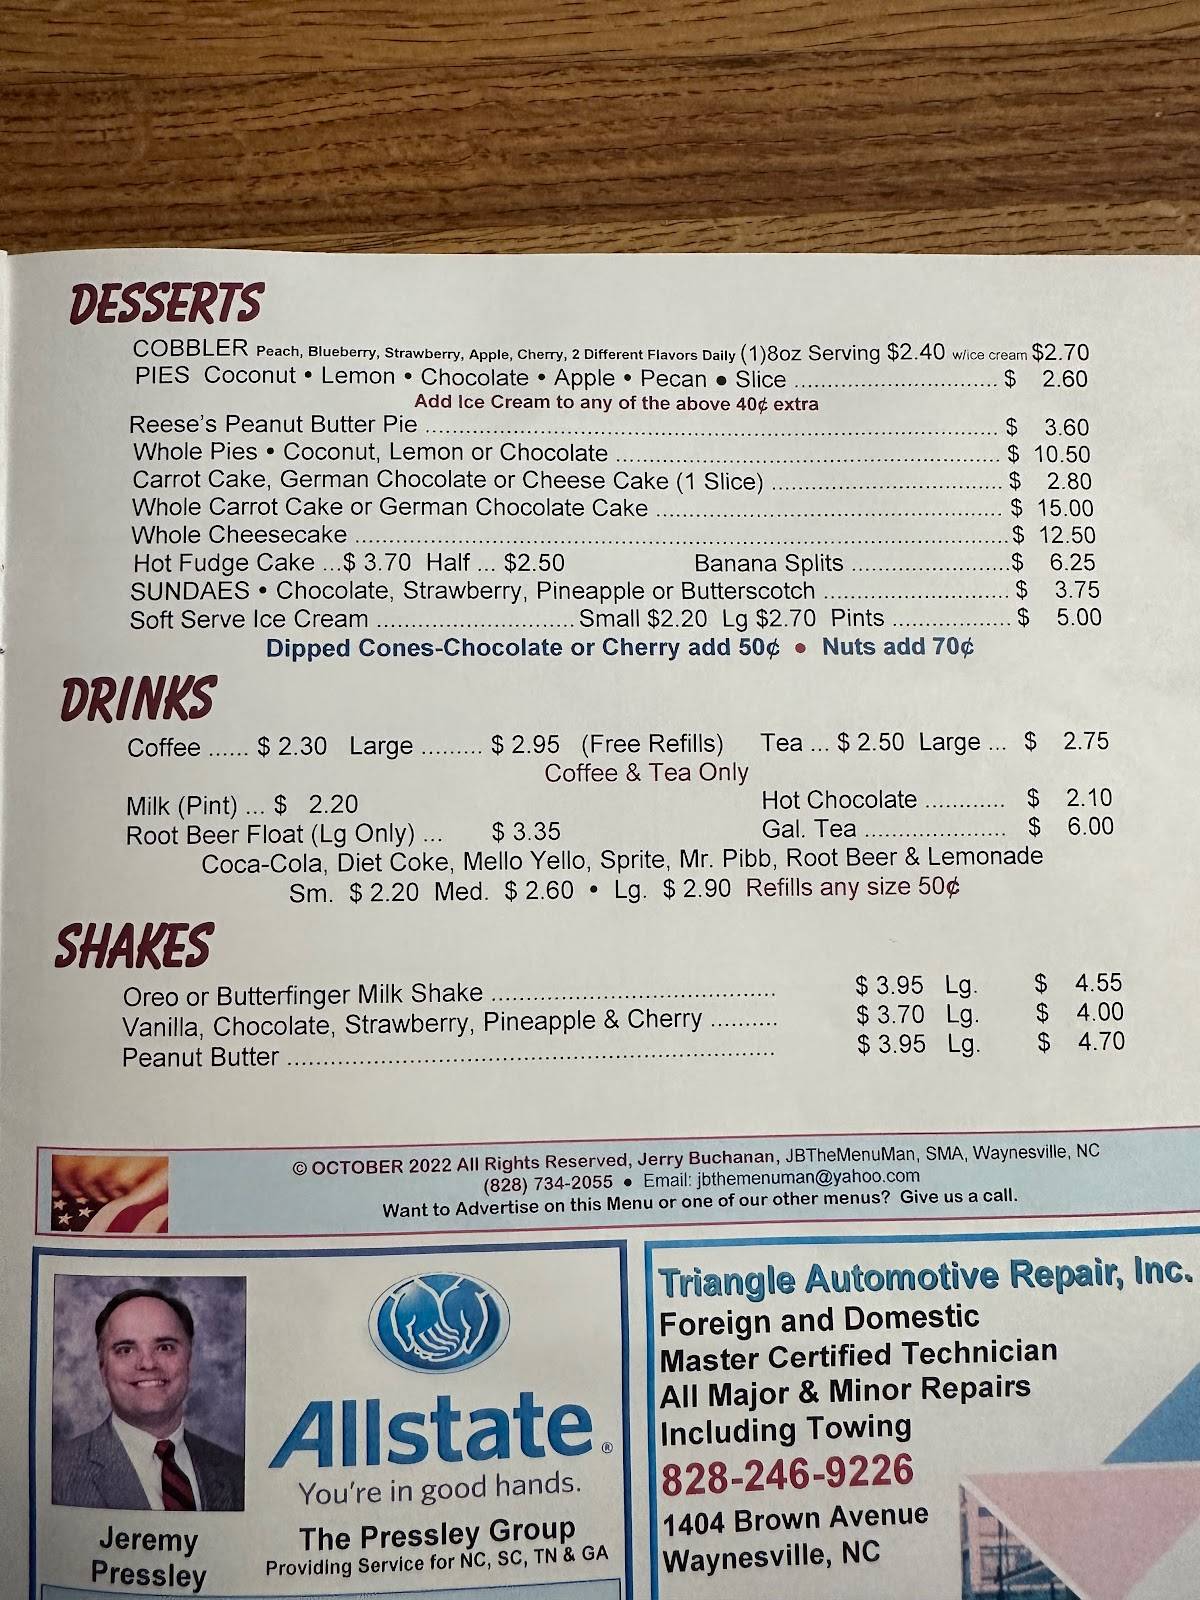 DESSERTS
COBBLER Peach, Blueberry, Strawberry, Apple, Cherry, 2 Different Flavors Daily (1)8oz Serving $2.40 w/ice cream $2.70
PIES Coconut • Lemon • Chocolate • Apple • Pecan • Slice ............................... $ 2.60
Add Ice Cream to any of the above 40¢ extra
Reese's Peanut Butter Pie ........................................................................................ $ 3.60
Whole Pies • Coconut, Lemon or Chocolate ........................................................... $ 10.50
Carrot Cake, German Chocolate or Cheese Cake (1 Slice) ................................... $ 2.80
Whole Carrot Cake or German Chocolate Cake ..................................................... $ 15.00
Whole Cheesecake ................................................................................................... $ 12.50
Hot Fudge Cake ...$ 3.70 Half ... $2.50 Banana Splits ........................$ 6.25
SUNDAES • Chocolate, Strawberry, Pineapple or Butterscotch ............................ $ 3.75
Soft Serve Ice Cream .............................. Small $2.20 Lg $2.70 Pints .................. $ 5.00
Dipped Cones-Chocolate or Cherry add 50¢ • Nuts add 70¢
DRINKS
Coffee ...... $ 2.30 Large ......... $ 2.95 (Free Refills) Tea ... $ 2.50 Large ... $ 2.75
Coffee & Tea Only
Milk (Pint) ... $ 2.20 Hot Chocolate ............ $ 2.10
Root Beer Float (Lg Only) ... $ 3.35 Gal. Tea ..................... $ 6.00
Coca-Cola, Diet Coke, Mello Yello, Sprite, Mr. Pibb, Root Beer & Lemonade
Sm. $ 2.20 Med. $ 2.60 • Lg. $ 2.90 Refills any size 50¢
SHAKES
Oreo or Butterfinger Milk Shake .......................................... $ 3.95 Lg. $ 4.55
Vanilla, Chocolate, Strawberry, Pineapple & Cherry .......... $ 3.70 Lg. $ 4.00
Peanut Butter ........................................................................ $ 3.95 Lg. $ 4.70
© OCTOBER 2022 All Rights Reserved, Jerry Buchanan, JBTheMenuMan, SMA, Waynesville, NC
(828) 734-2055 • Email: jbthemenuman@yahoo.com
Want to Advertise on this Menu or one of our other menus? Give us a call.
Allstate®
You're in good hands.
Jeremy
Pressley
The Pressley Group
Providing Service for NC, SC, TN & GA
Triangle Automotive Repair, Inc.
Foreign and Domestic
Master Certified Technician
All Major & Minor Repairs
Including Towing
828-246-9226
1404 Brown Avenue
Waynesville, NC